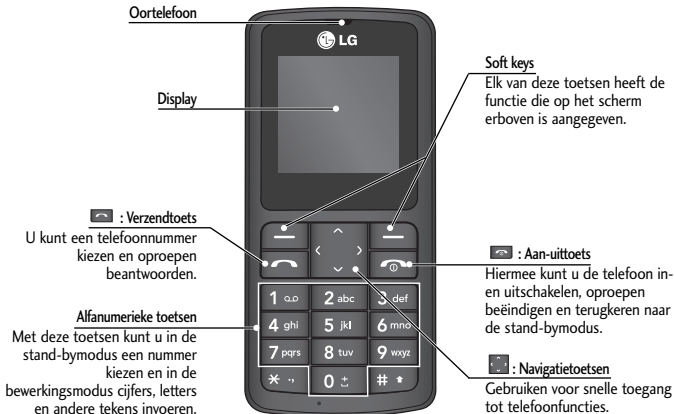 Oortelefoon
LG
Display
Soft keys
Elk van deze toetsen heeft de
functie die op het scherm
erboven is aangegeven.
: Verzendtoets
U kunt een telefoonnummer
kiezen en oproepen
beantwoorden.
: Aan-uittoets
Hiermee kunt u de telefoon in-
en uitschakelen, oproepen
beëindigen en terugkeren naar
de stand-bymodus.
Alfanumerieke toetsen
Met deze toetsen kunt u in de
stand-bymodus een nummer
kiezen en in de
bewerkingsmodus cijfers, letters
en andere tekens invoeren.
: Navigatietoetsen
Gebruiken voor snelle toegang
tot telefoonfuncties.
1 2 abc 3 def
4 ghi 5 jkl 6 mno
7 pqrs 8 tuv 9 wxyz
* 0 #